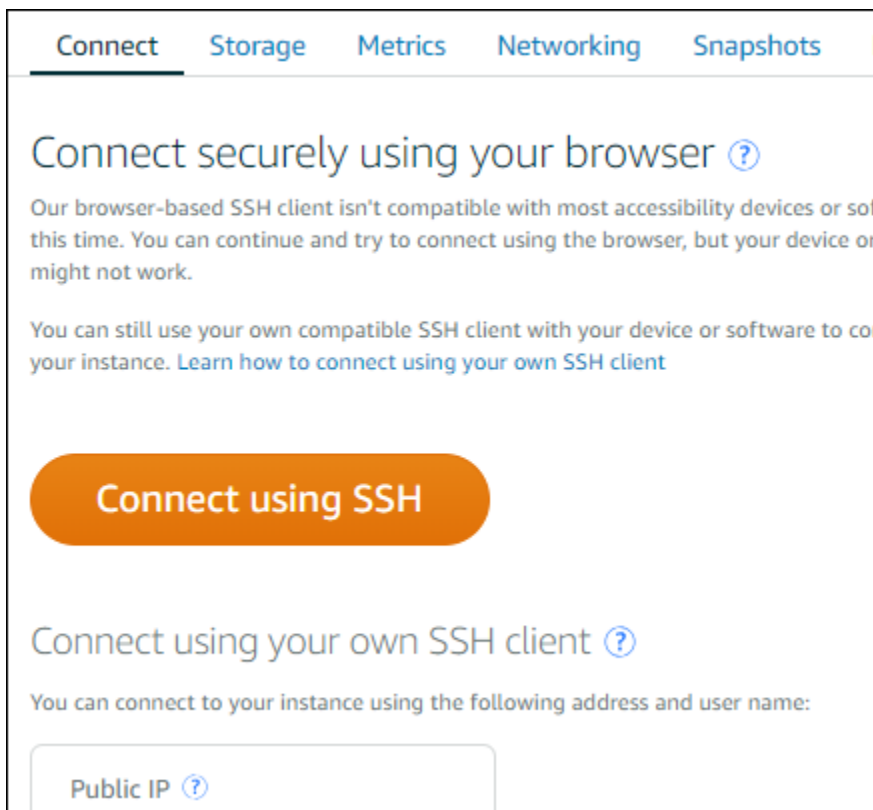 Connect Storage Metrics Networking Snapshots
Connect securely using your browser ?
Our browser-based SSH client isn't compatible with most accessibility devices or
this time. You can continue and try to connect using the browser, but your device
might not work.
You can still use your own compatible SSH client with your device or software to
your instance. Learn how to connect using your own SSH client
Connect using SSH
Connect using your own SSH client ?
You can connect to your instance using the following address and user name:
Public IP ?